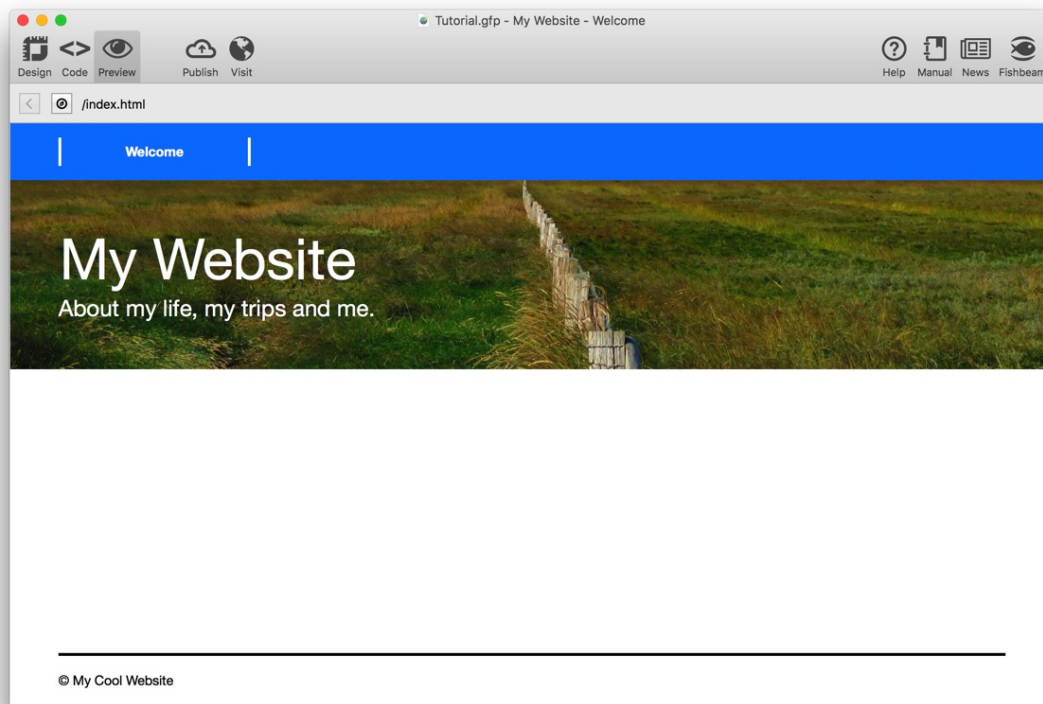 Tutorial.gfp - My Website - Welcome
Design Code Preview Publish Visit Help Manual News Fishbeam
/index.html
Welcome
My Website
About my life, my trips and me.
© My Cool Website